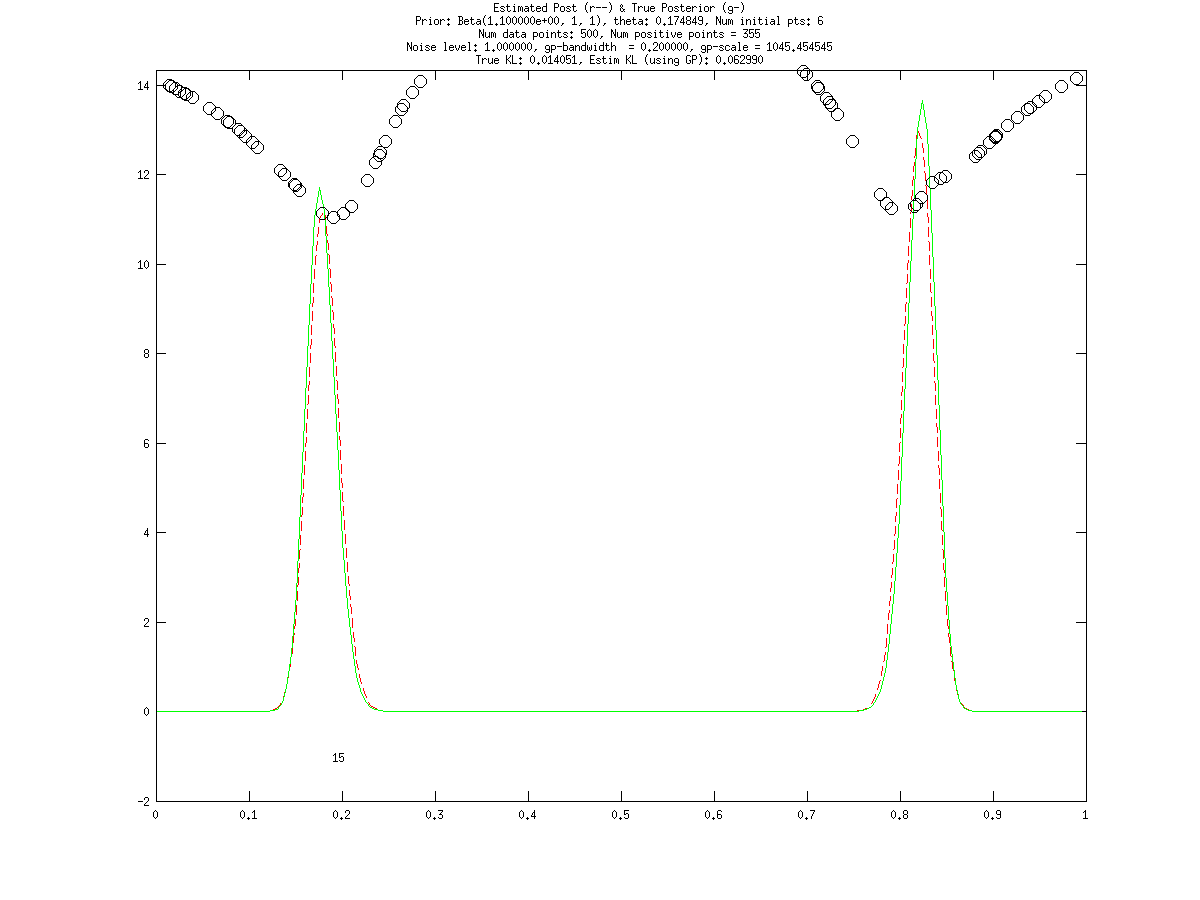 Estimated Post (r--) & True Posterior (g-)
Prior: Beta(1.100000e+00, 1, 1), theta: 0.174849, Num initial pts: 6
Num data points: 500, Num positive points = 355
Noise level: 1.000000, gp-bandwidth  = 0.200000, gp-scale = 1045.454545
True KL: 0.014051, Estim KL (using GP): 0.062990
14
12
10
8
6
4
2
0
15
-2
0 0.1 0.2 0.3 0.4 0.5 0.6 0.7 0.8 0.9 1